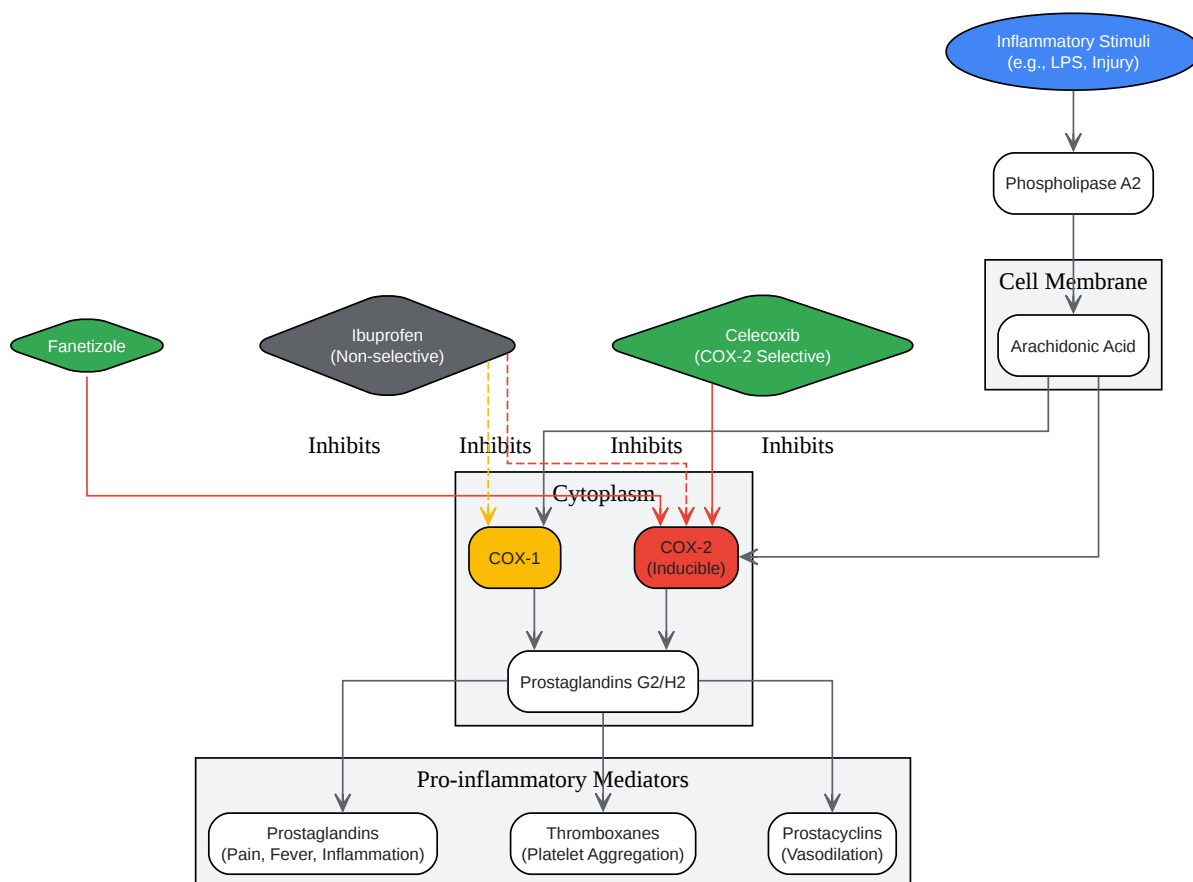 Inflammatory Stimuli
(e.g., LPS, Injury)
Phospholipase A2
Cell Membrane
Arachidonic Acid
Fanetizole
Ibuprofen
(Non-selective)
Celecoxib
(COX-2 Selective)
Inhibits
Inhibits
Inhibits
Inhibits
Cytoplasm
COX-1
COX-2
(Inducible)
Prostaglandins G2/H2
Pro-inflammatory Mediators
Prostaglandins
(Pain, Fever, Inflammation)
Thromboxanes
(Platelet Aggregation)
Prostacyclins
(Vasodilation)